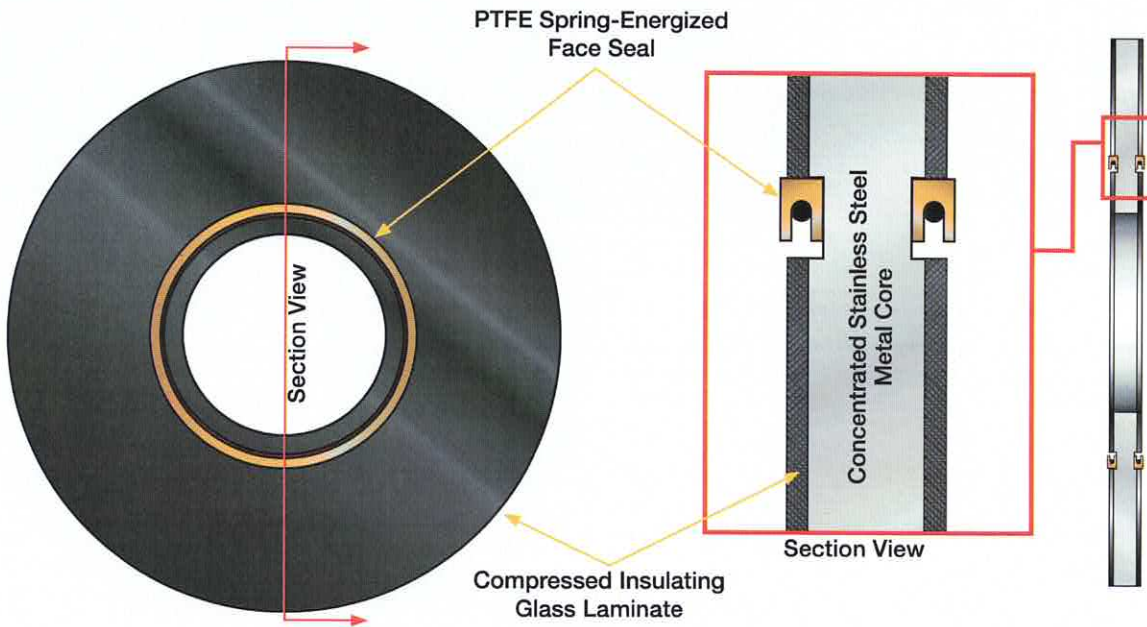 PTFE Spring-Energized
Face Seal
Section View
Concentrated Stainless Steel
Metal Core
Section View
Compressed Insulating
Glass Laminate